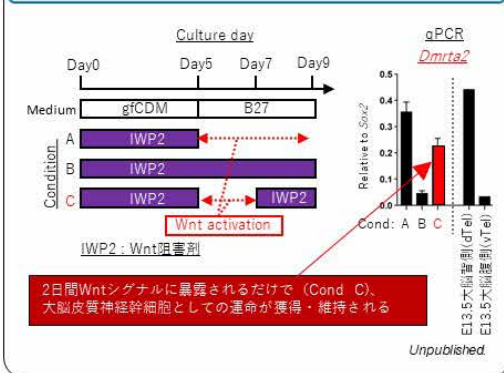 Culture day
Day0 Day5 Day7 Day9
Medium gfCDM B27
Condition
A IWP2
B IWP2
C IWP2 IWP2
Wnt activation
IWP2 : Wnt阻害剤
qPCR
Dmrta2
Relative to Sox2
0.5
0.4
0.3
0.2
0.1
0.0
Cond: A B C
E13.5大脳背側(dTel)
E13.5大脳腹側(vTel)
2日間Wntシグナルに暴露されるだけで（Cond C)、
大脳皮質神経幹細胞としての運命が獲得・維持される
Unpublished.